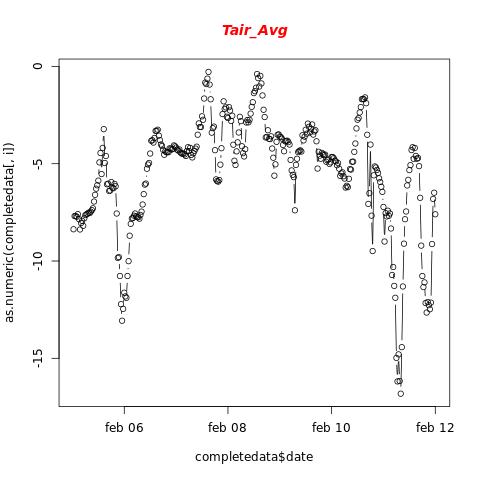 Tair_Avg
as.numeric(completedata[, i])
0
-5
-10
-15
feb 06
feb 08
feb 10
feb 12
completedata$date